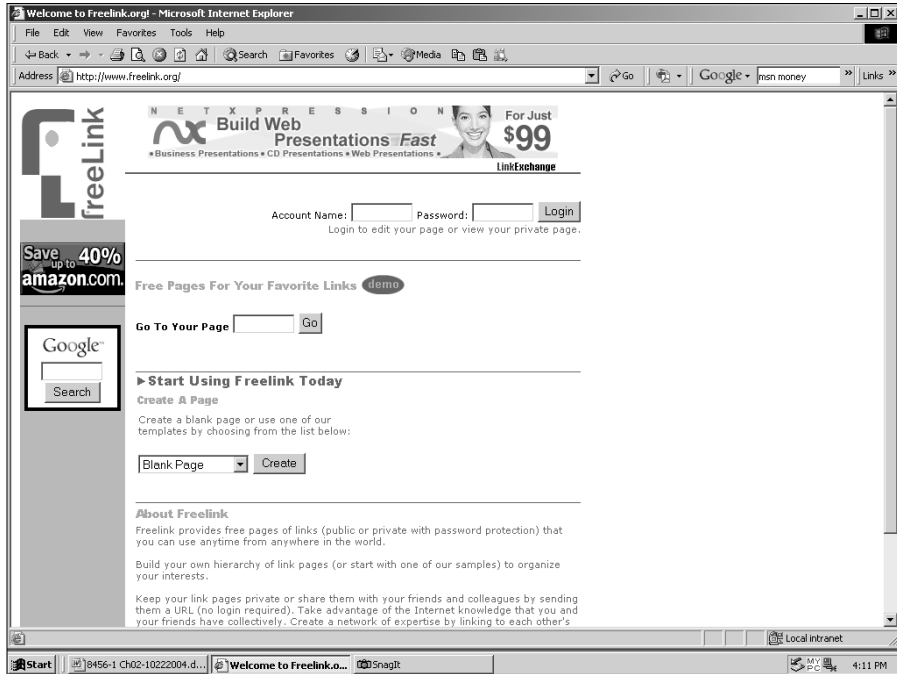 Welcome to Freelink.org! - Microsoft Internet Explorer
File Edit View Favorites Tools Help
Back Search Favorites Media
Address http://www.freelink.org/ Go Google msn money » Links »
freeLink
NETXPRESSION
Build Web
Presentations Fast
•Business Presentations • CD Presentations • Web Presentations •
For Just
$99
LinkExchange
Account Name: Password: Login
Login to edit your page or view your private page.
Save up to 40%
amazon.com.
Free Pages For Your Favorite Links demo
Go To Your Page Go
Google™
Search
Start Using Freelink Today
Create A Page
Create a blank page or use one of our
templates by choosing from the list below:
Blank Page Create
About Freelink
Freelink provides free pages of links (public or private with password protection) that
you can use anytime from anywhere in the world.
Build your own hierarchy of link pages (or start with one of our samples) to organize
your interests.
Keep your link pages private or share them with your friends and colleagues by sending
them a URL (no login required). Take advantage of the Internet knowledge that you and
your friends have collectively. Create a network of expertise by linking to each other's
Local intranet
Start 8456-1 Ch02-10222004.d... Welcome to Freelink.o... SnagIt MY PC 4:11 PM